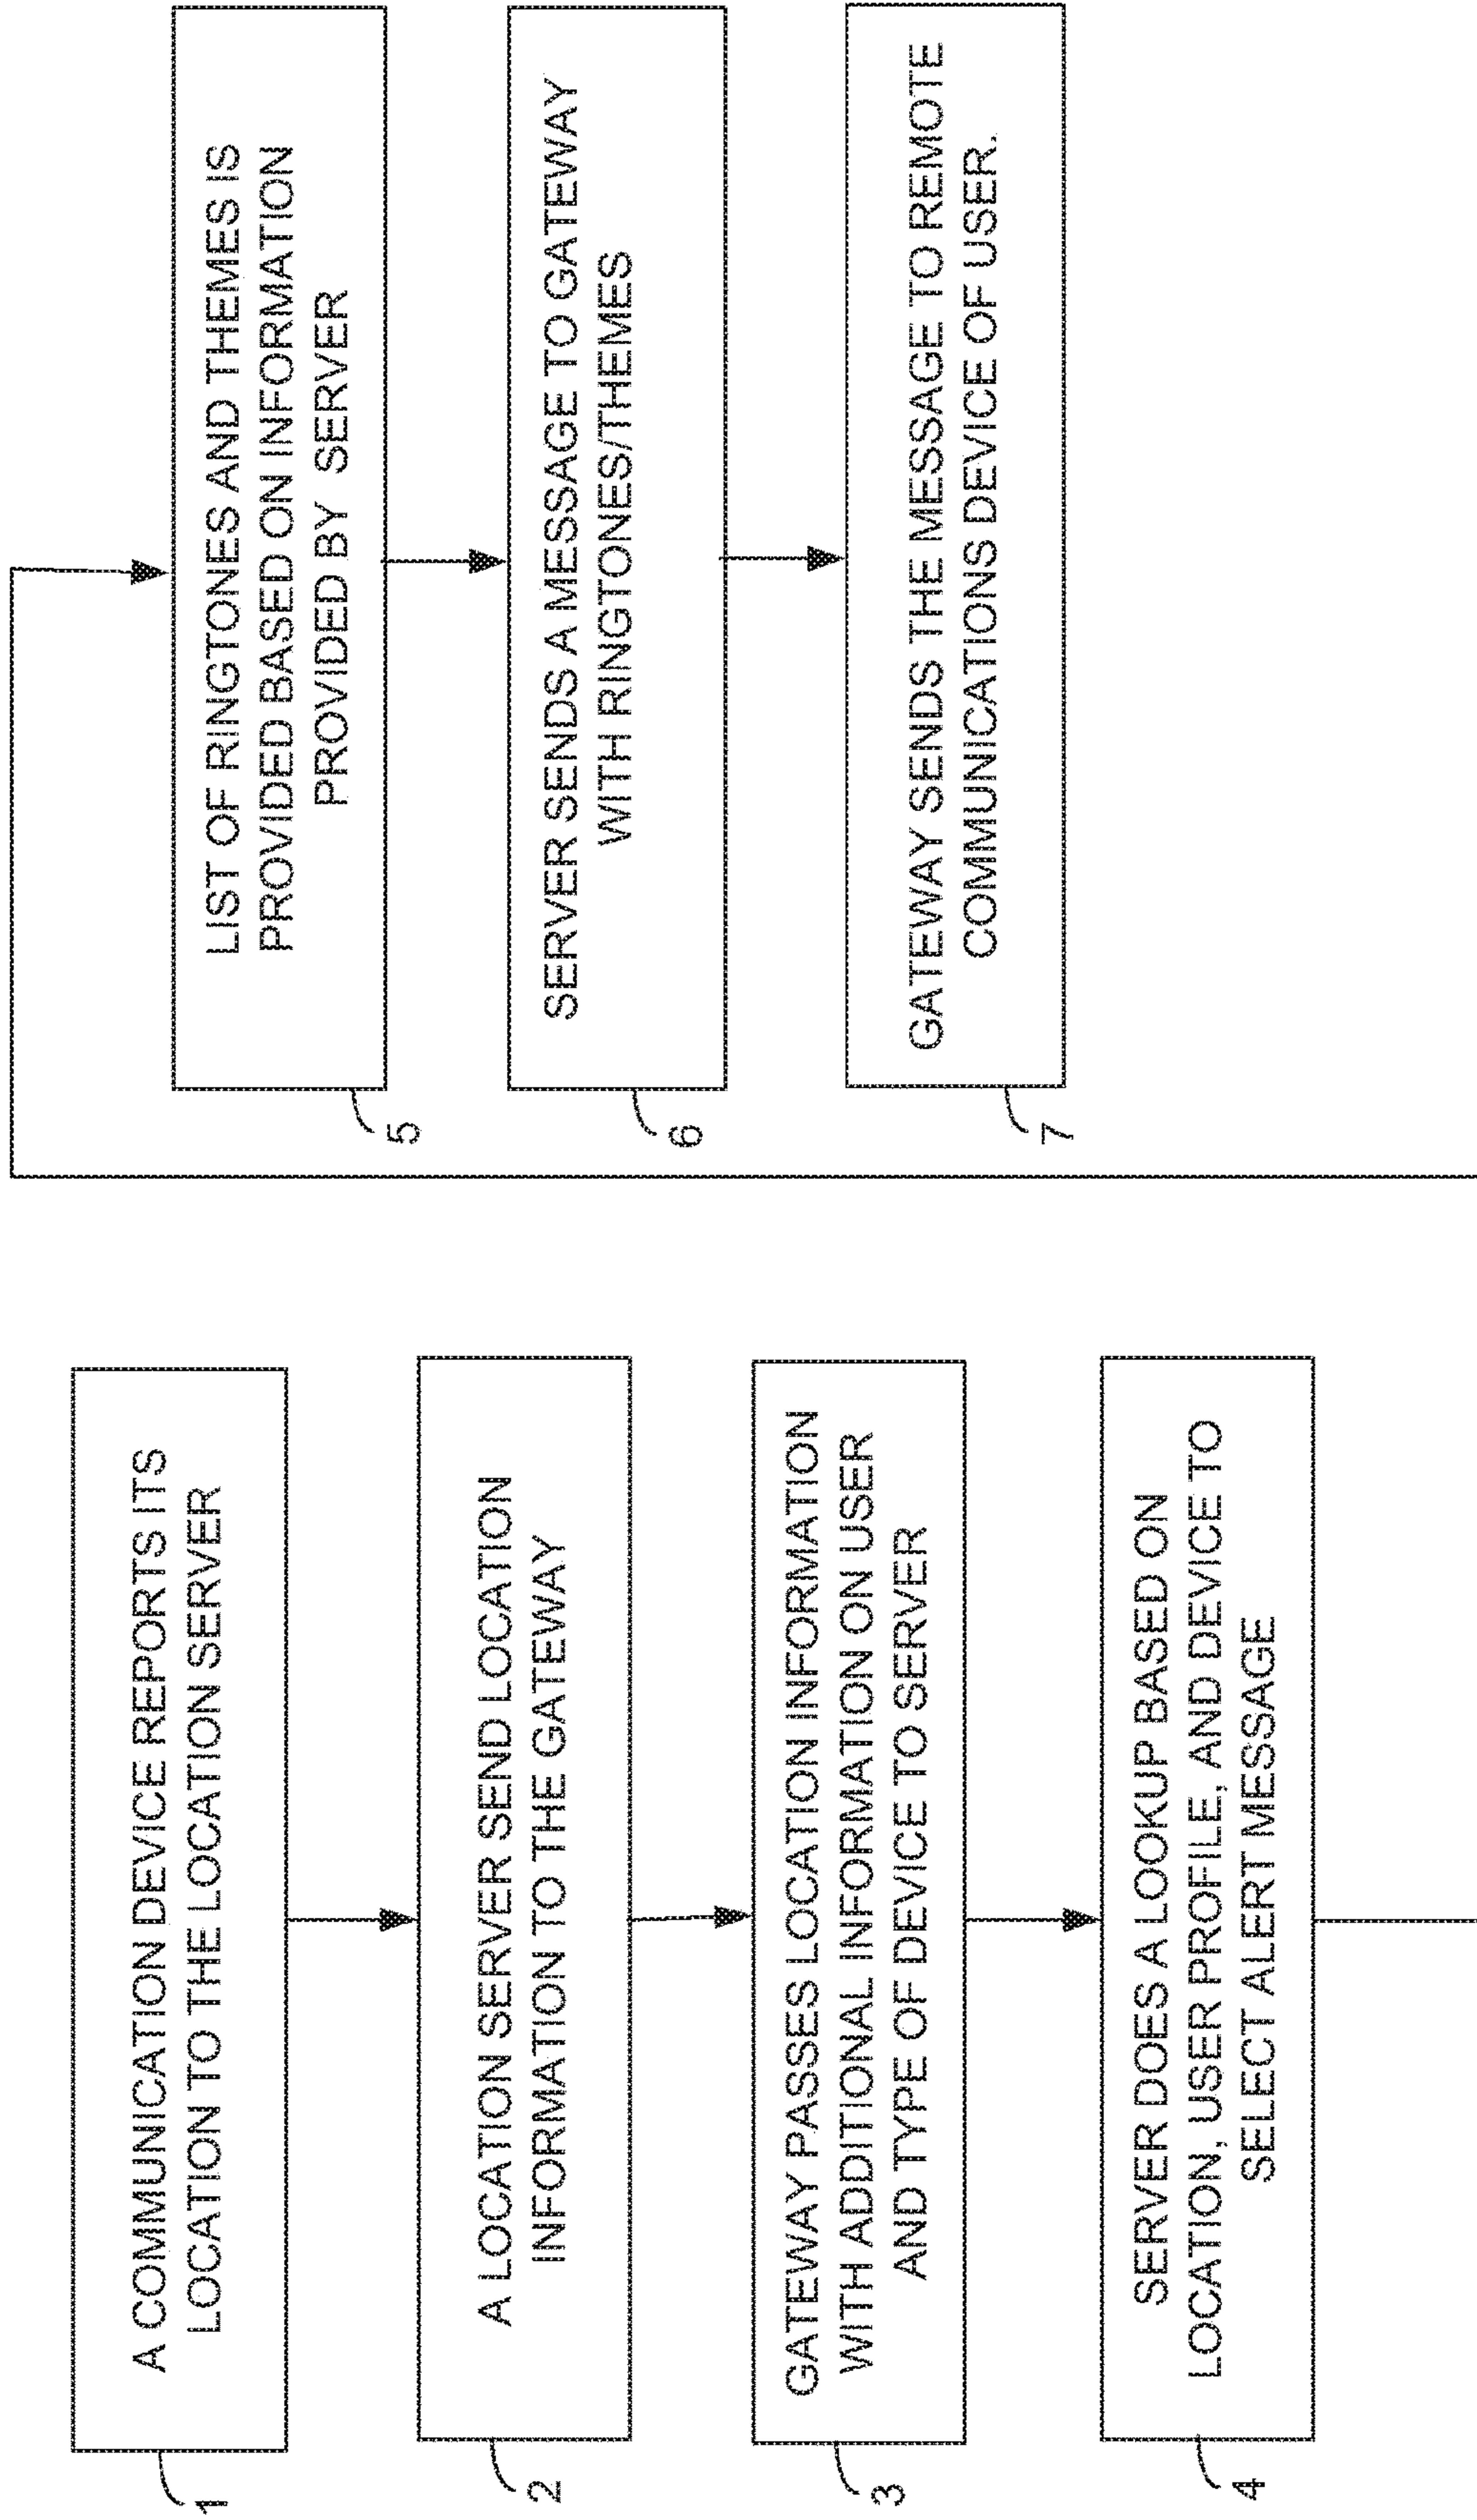 A COMMUNICATION DEVICE REPORTS ITS
LOCATION TO THE LOCATION SERVER
1
A LOCATION SERVER SEND LOCATION
INFORMATION TO THE GATEWAY
2
GATEWAY PASSES LOCATION INFORMATION
WITH ADDITIONAL INFORMATION ON USER
AND TYPE OF DEVICE TO SERVER
3
SERVER DOES A LOOKUP BASED ON
LOCATION, USER PROFILE, AND DEVICE TO
SELECT ALERT MESSAGE
4
LIST OF RINGTONES AND THEMES IS
PROVIDED BASED ON INFORMATION
PROVIDED BY SERVER
5
SERVER SENDS A MESSAGE TO GATEWAY
WITH RINGTONES/THEMES
6
GATEWAY SENDS THE MESSAGE TO REMOTE
COMMUNICATIONS DEVICE OF USER.
7